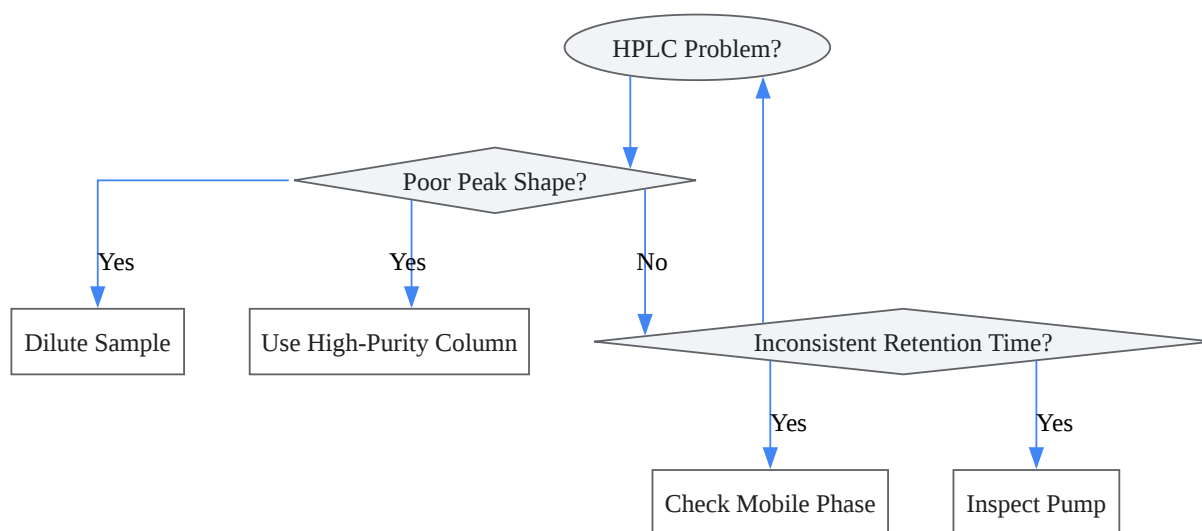 HPLC Problem?
Poor Peak Shape?
Yes
Yes
No
Dilute Sample
Use High-Purity Column
Inconsistent Retention Time?
Yes
Yes
Check Mobile Phase
Inspect Pump